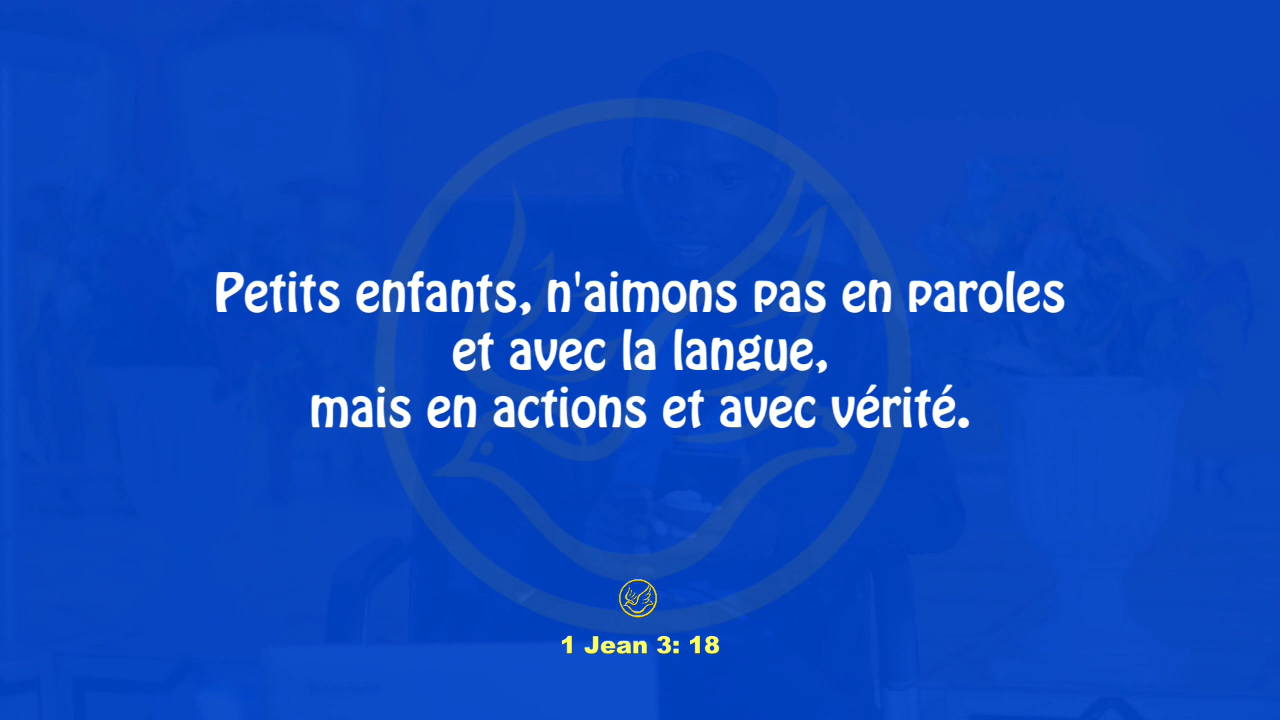 Petits enfants, n'aimons pas en paroles
et avec la langue,
mais en actions et avec vérité.
1 Jean 3: 18